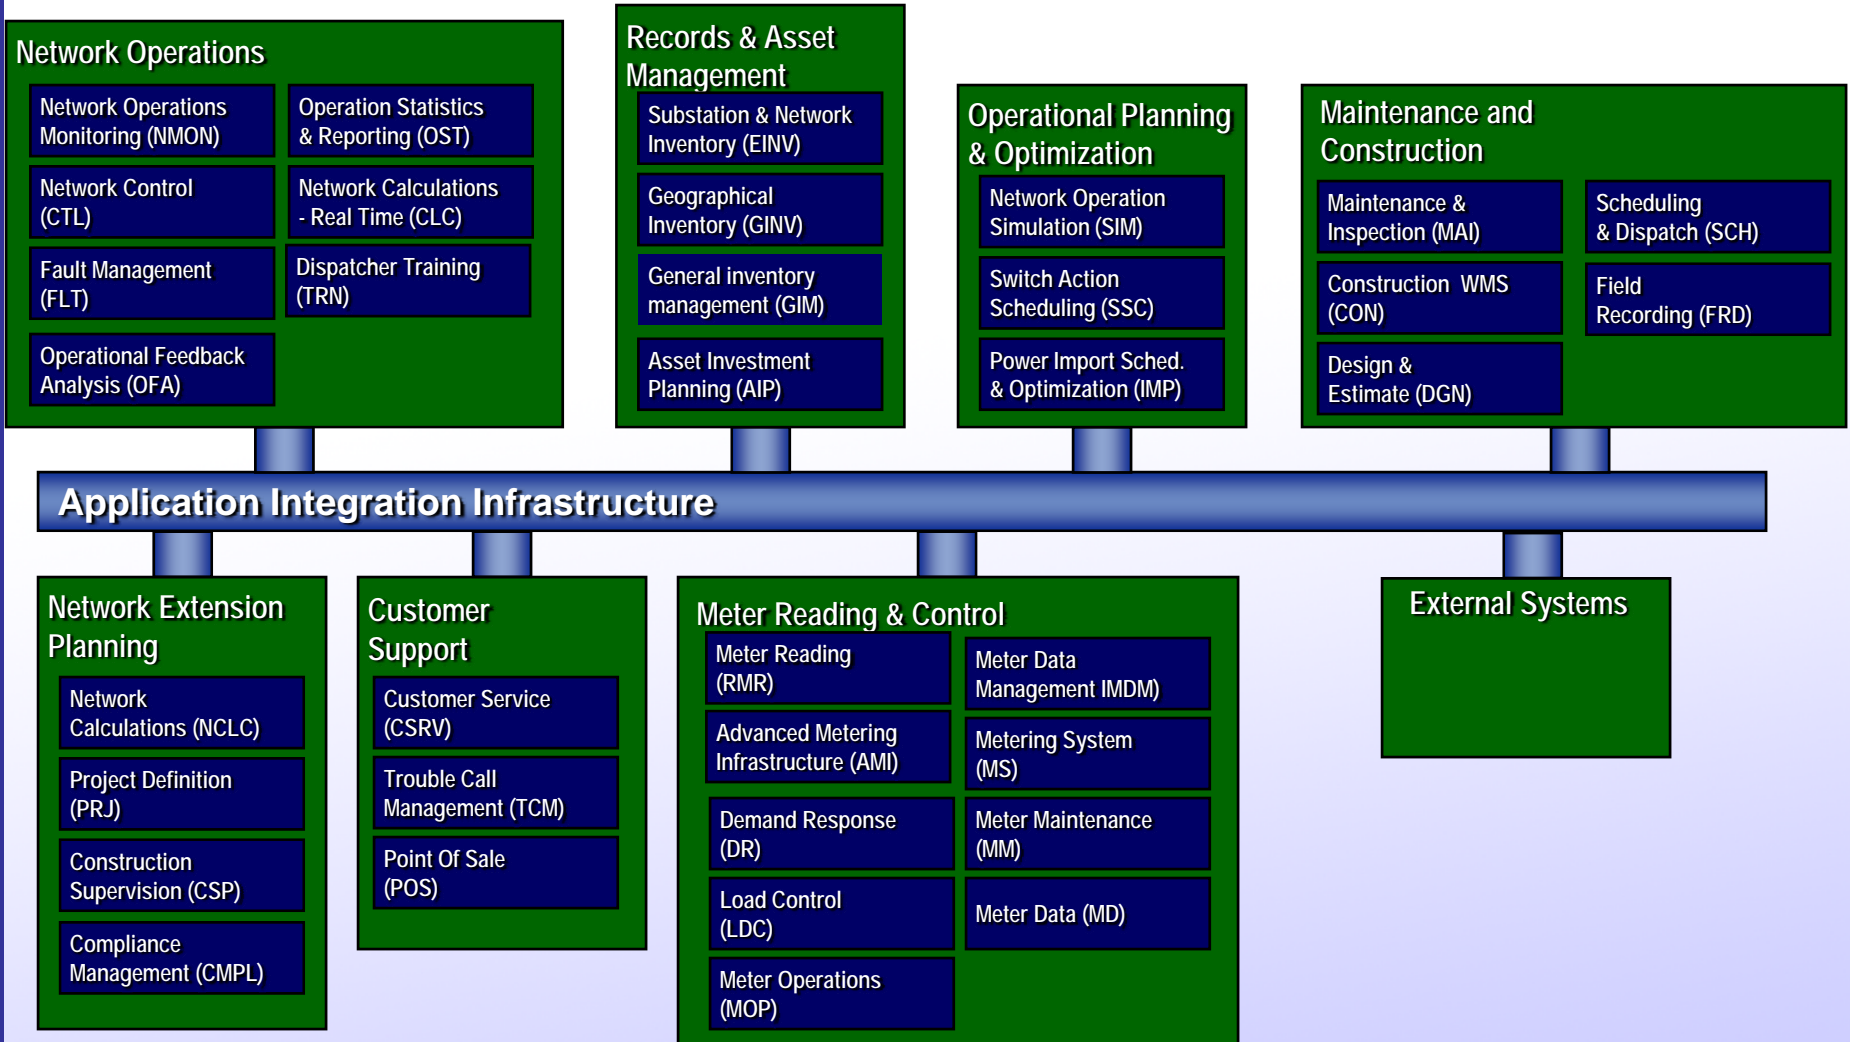 Network Operations
Network Operations
Monitoring (NMON)
Operation Statistics
& Reporting (OST)
Network Control
(CTL)
Network Calculations
- Real Time (CLC)
Fault Management
(FLT)
Dispatcher Training
(TRN)
Operational Feedback
Analysis (OFA)
Records & Asset
Management
Substation & Network
Inventory (EINV)
Geographical
Inventory (GINV)
General inventory
management (GIM)
Asset Investment
Planning (AIP)
Operational Planning
& Optimization
Network Operation
Simulation (SIM)
Switch Action
Scheduling (SSC)
Power Import Sched.
& Optimization (IMP)
Maintenance and
Construction
Maintenance &
Inspection (MAI)
Scheduling
& Dispatch (SCH)
Construction WMS
(CON)
Field
Recording (FRD)
Design &
Estimate (DGN)
Application Integration Infrastructure
Network Extension
Planning
Network
Calculations (NCLC)
Project Definition
(PRJ)
Construction
Supervision (CSP)
Compliance
Management (CMPL)
Customer
Support
Customer Service
(CSRV)
Trouble Call
Management (TCM)
Point Of Sale
(POS)
Meter Reading & Control
Meter Reading
(RMR)
Meter Data
Management IMDM)
Advanced Metering
Infrastructure (AMI)
Metering System
(MS)
Demand Response
(DR)
Meter Maintenance
(MM)
Load Control
(LDC)
Meter Data (MD)
Meter Operations
(MOP)
External Systems